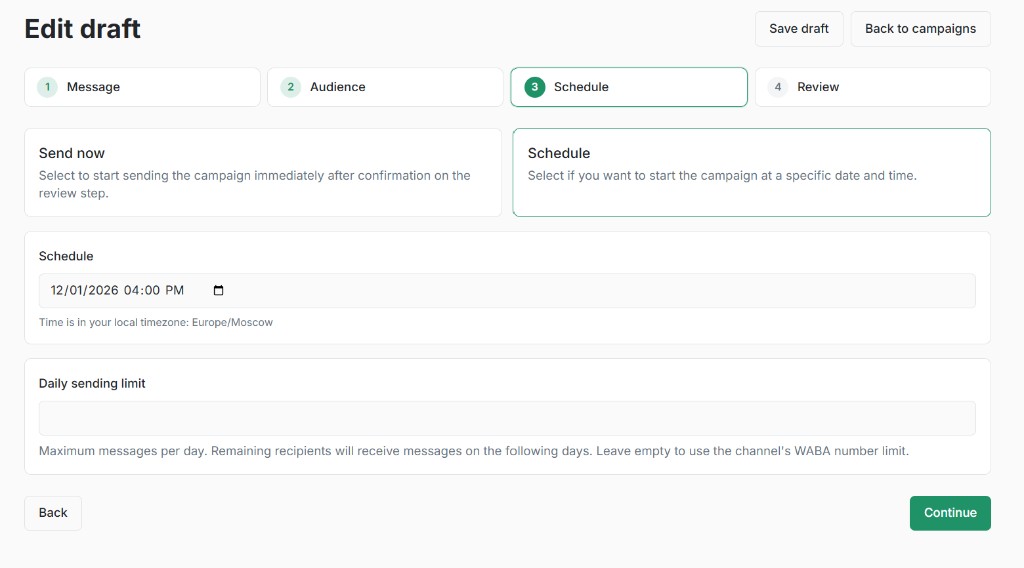 Edit draft
Save draft
Back to campaigns
1 Message
2 Audience
3 Schedule
4 Review
Send now
Select to start sending the campaign immediately after confirmation on the
review step.
Schedule
Select if you want to start the campaign at a specific date and time.
Schedule
12/01/2026 04:00 PM
Time is in your local timezone: Europe/Moscow
Daily sending limit
Maximum messages per day. Remaining recipients will receive messages on the following days. Leave empty to use the channel's WABA number limit.
Back
Continue